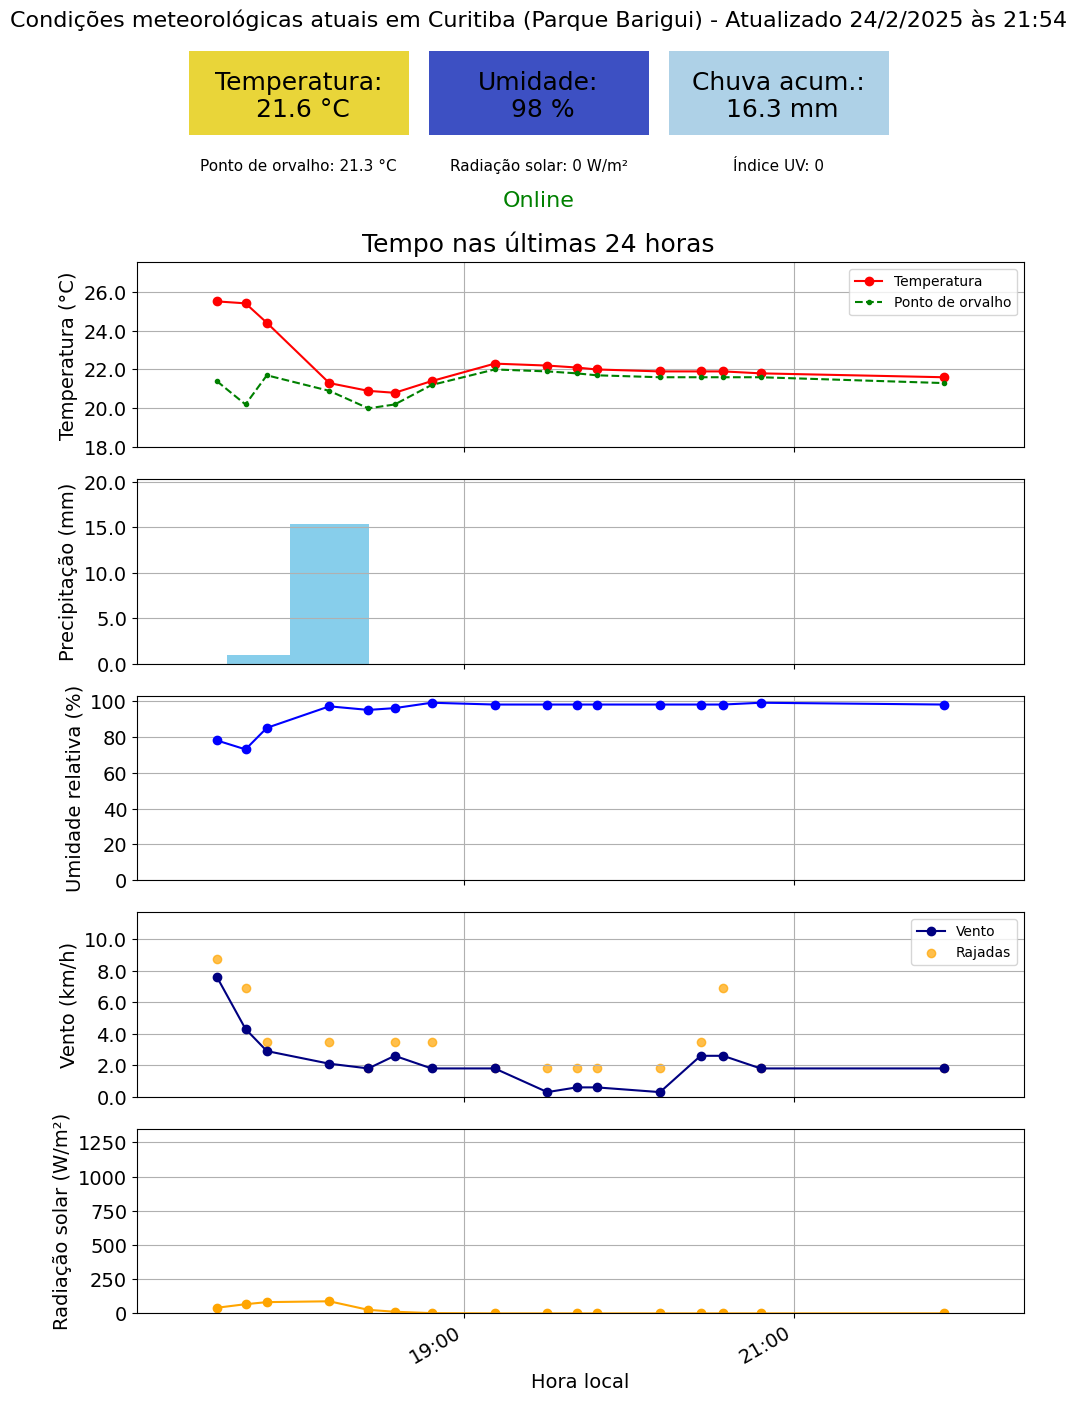 Condições meteorológicas atuais em Curitiba (Parque Barigui) - Atualizado 24/2/2025 às 21:54
Temperatura:
21.6 °C
Umidade:
98 %
Chuva acum.:
16.3 mm
Ponto de orvalho: 21.3 °C
Radiação solar: 0 W/m²
Índice UV: 0
Online
Tempo nas últimas 24 horas
Temperatura (°C)
26.0
24.0
22.0
20.0
18.0
Temperatura
Ponto de orvalho
Precipitação (mm)
20.0
15.0
10.0
5.0
0.0
Umidade relativa (%)
100
80
60
40
20
0
Vento (km/h)
10.0
8.0
6.0
4.0
2.0
0.0
Vento
Rajadas
Radiação solar (W/m²)
1250
1000
750
500
250
0
19:00
21:00
Hora local